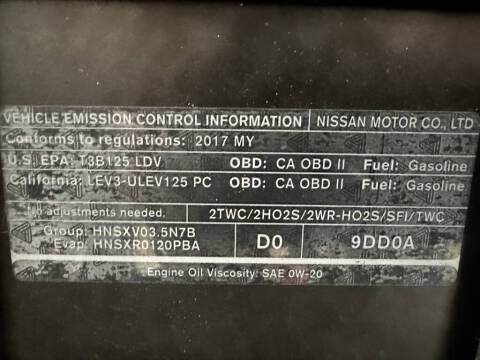 VEHICLE EMISSION CONTROL INFORMATION NISSAN MOTOR CO., LTD
Conforms to regulations: 2017 MY
U.S. EPA: T3B125 LDV OBD: CA OBD II Fuel: Gasoline
California: LEV3-ULEV125 PC OBD: CA OBD II Fuel: Gasoline
No adjustments needed. 2TWC/2HO2S/2WR-HO2S/SFI/TWC
Group: HNSXV03.5N7B
Evap: HNSXR0120PBA D0 9DD0A
Engine Oil Viscosity: SAE 0W-20